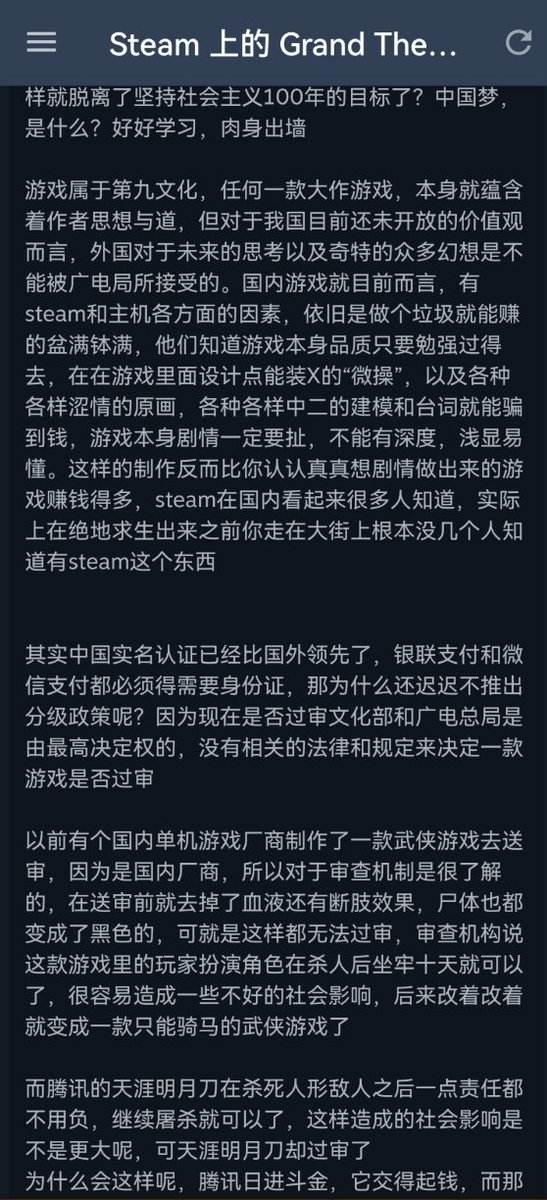 Steam 上的 Grand The...
样就脱离了坚持社会主义100年的目标了？中国梦，
是什么？好好学习，肉身出墙
游戏属于第九文化，任何一款大作游戏，本身就蕴含
着作者思想与道，但对于我国目前还未开放的价值观
而言，外国对于未来的思考以及奇特的众多幻想是不
能被广电局所接受的。国内游戏就目前而言，有
steam和主机各方面的因素，依旧是做个垃圾就能赚
的盆满钵满，他们知道游戏本身品质只要勉强过得
去，在在游戏里面设计点能装X的“微操”，以及各种
各样涩情的原画，各种各样中二的建模和台词就能骗
到钱，游戏本身剧情一定要扯，不能有深度，浅显易
懂。这样的制作反而比你认认真真想剧情做出来的游
戏赚钱得多，steam在国内看起来很多人知道，实际
上在绝地求生出来之前你走在大街上根本没几个人知
道有steam这个东西
其实中国实名认证已经比国外领先了，银联支付和微
信支付都必须得需要身份证，那为什么还迟迟不推出
分级政策呢？因为现在是否过审文化部和广电总局是
由最高决定权的，没有相关的法律和规定来决定一款
游戏是否过审
以前有个国内单机游戏厂商制作了一款武侠游戏去送
审，因为是国内厂商，所以对于审查机制是很了解
的，在送审前就去掉了血液还有断肢效果，尸体也都
变成了黑色的，可就是这样都无法过审，审查机构说
这款游戏里的玩家扮演角色在杀人后坐牢十天就可以
了，很容易造成一些不好的社会影响，后来改着改着
就变成一款只能骑马的武侠游戏了
而腾讯的天涯明月刀在杀死人形敌人之后一点责任都
不用负，继续屠杀就可以了，这样造成的社会影响是
不是更大呢，可天涯明月刀却过审了
为什么会这样呢，腾讯日进斗金，它交得起钱，而那